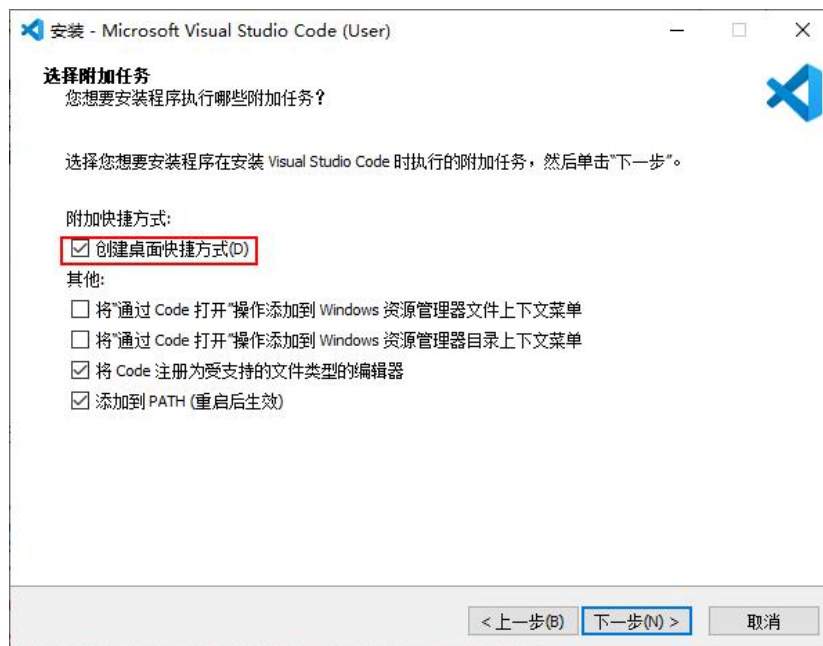 安装 - Microsoft Visual Studio Code (User)
选择附加任务
您想要安装程序执行哪些附加任务？
选择您想要安装程序在安装 Visual Studio Code 时执行的附加任务，然后单击"下一步"。
附加快捷方式:
创建桌面快捷方式(D)
其他:
将"通过 Code 打开"操作添加到 Windows 资源管理器文件上下文菜单
将"通过 Code 打开"操作添加到 Windows 资源管理器目录上下文菜单
将 Code 注册为受支持的文件类型的编辑器
添加到 PATH (重启后生效)
< 上一步(B) 下一步(N) > 取消